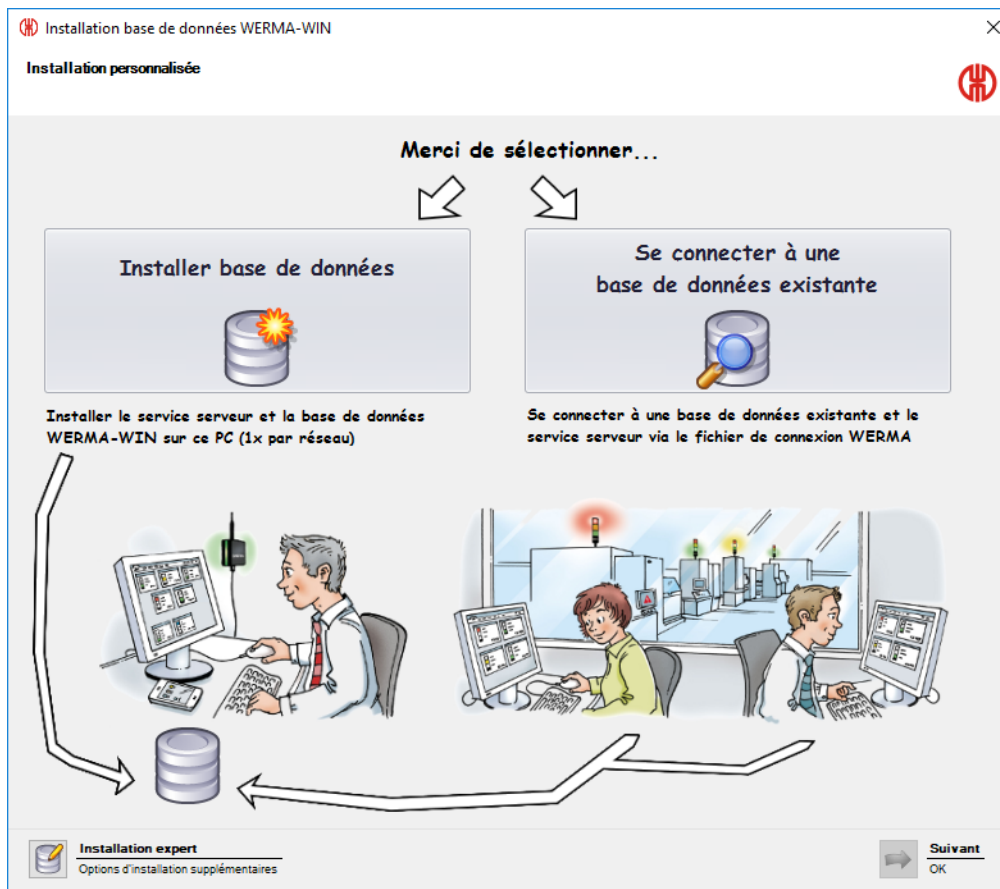 Installation base de données WERMA-WIN
Installation personnalisée
Merci de sélectionner...
Installer base de données
Se connecter à une
base de données existante
Installer le service serveur et la base de données
WERMA-WIN sur ce PC (1x par réseau)
Se connecter à une base de données existante et le
service serveur via le fichier de connexion WERMA
Installation expert
Options d'installation supplémentaires
Suivant
OK